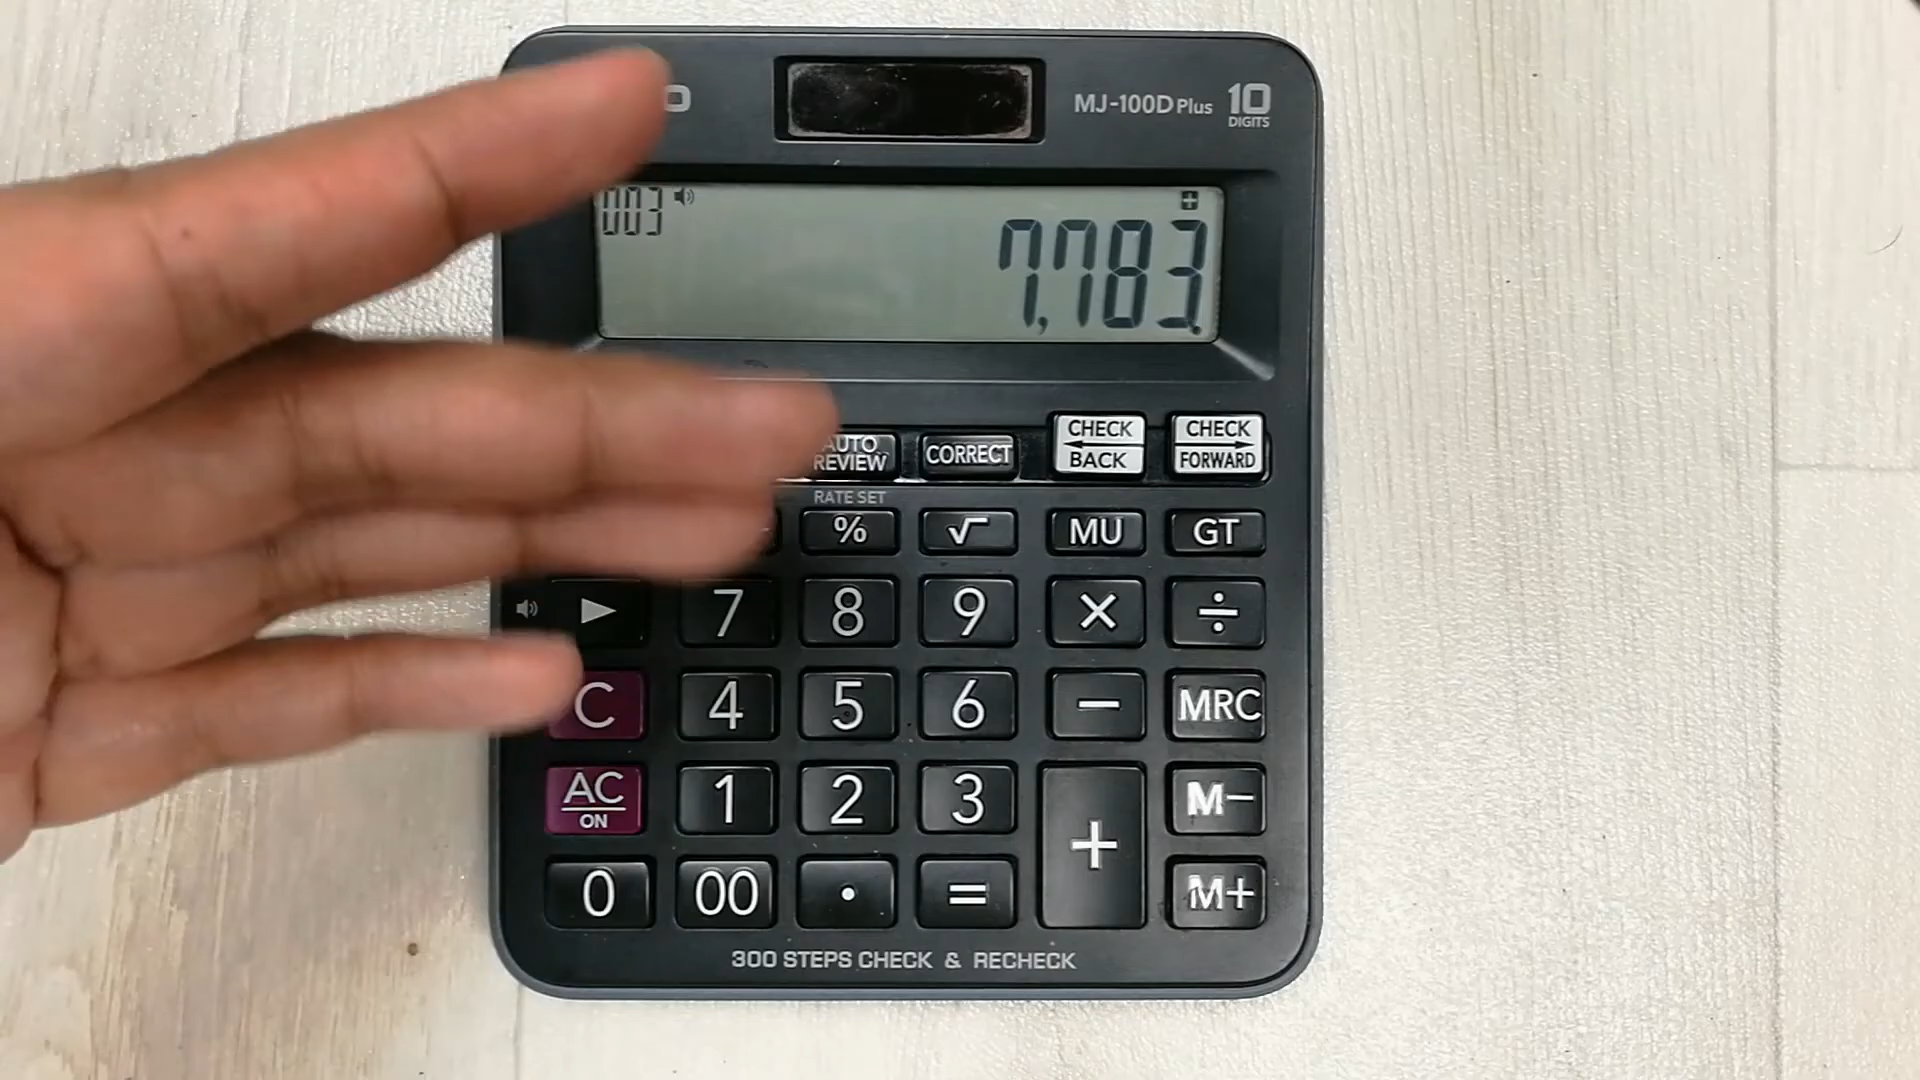 O MJ-100D Plus 10
DIGITS
003
7,783.
AUTO REVIEW CORRECT CHECK BACK CHECK FORWARD
RATE SET
% √ MU GT
▶ 7 8 9 × ÷
C 4 5 6 − MRC
AC ON 1 2 3 + M−
0 00 • = M+
300 STEPS CHECK & RECHECK